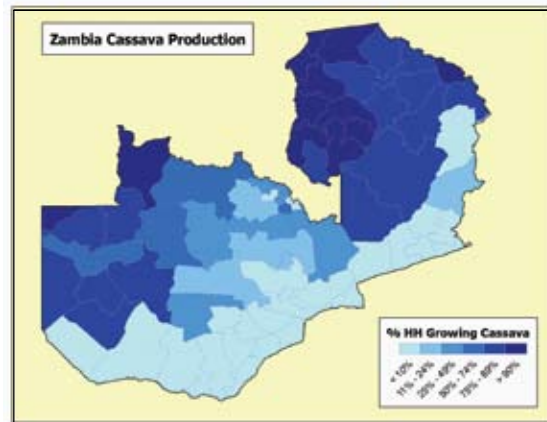 Zambia Cassava Production
% HH Growing Cassava
< 10%
11% - 24%
25% - 49%
50% - 74%
75% - 89%
> 90%